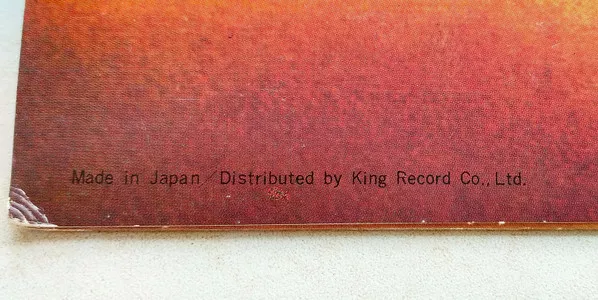 Made in Japan／Distributed by King Record Co., Ltd.